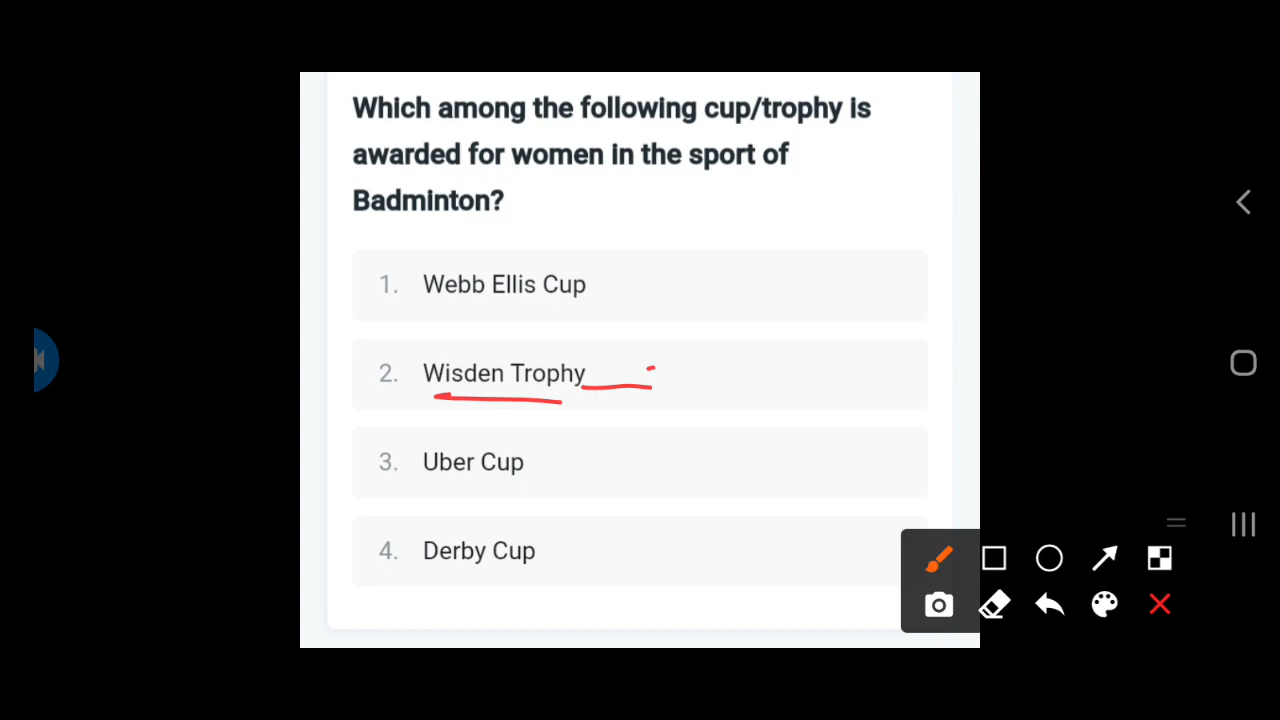 Which among the following cup/trophy is
awarded for women in the sport of
Badminton?
1. Webb Ellis Cup
2. Wisden Trophy
3. Uber Cup
4. Derby Cup